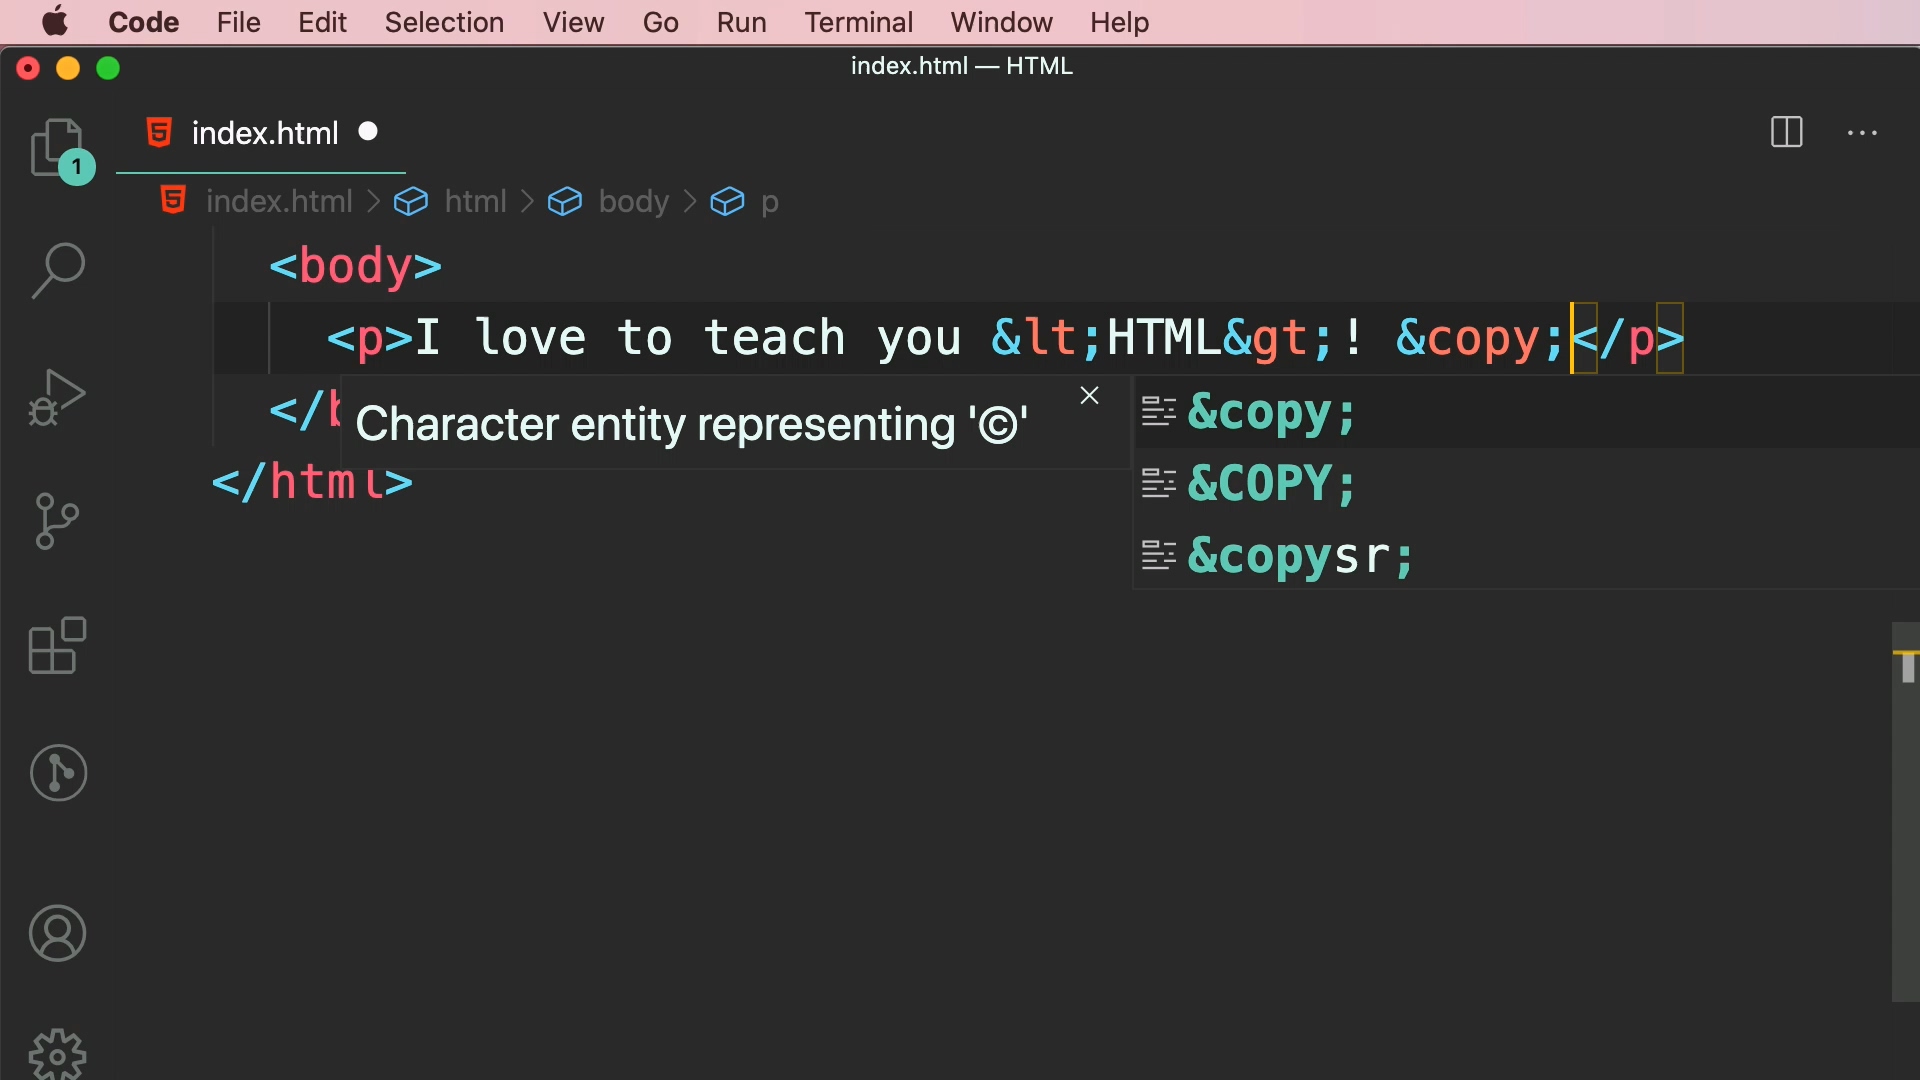 Code File Edit Selection View Go Run Terminal Window Help
index.html — HTML
index.html
1
index.html > html > body > p
<body>
<p>I love to teach you &lt;HTML&gt;! &copy;</p>
</b
Character entity representing '©'
&copy;
&COPY;
&copysr;
</html>